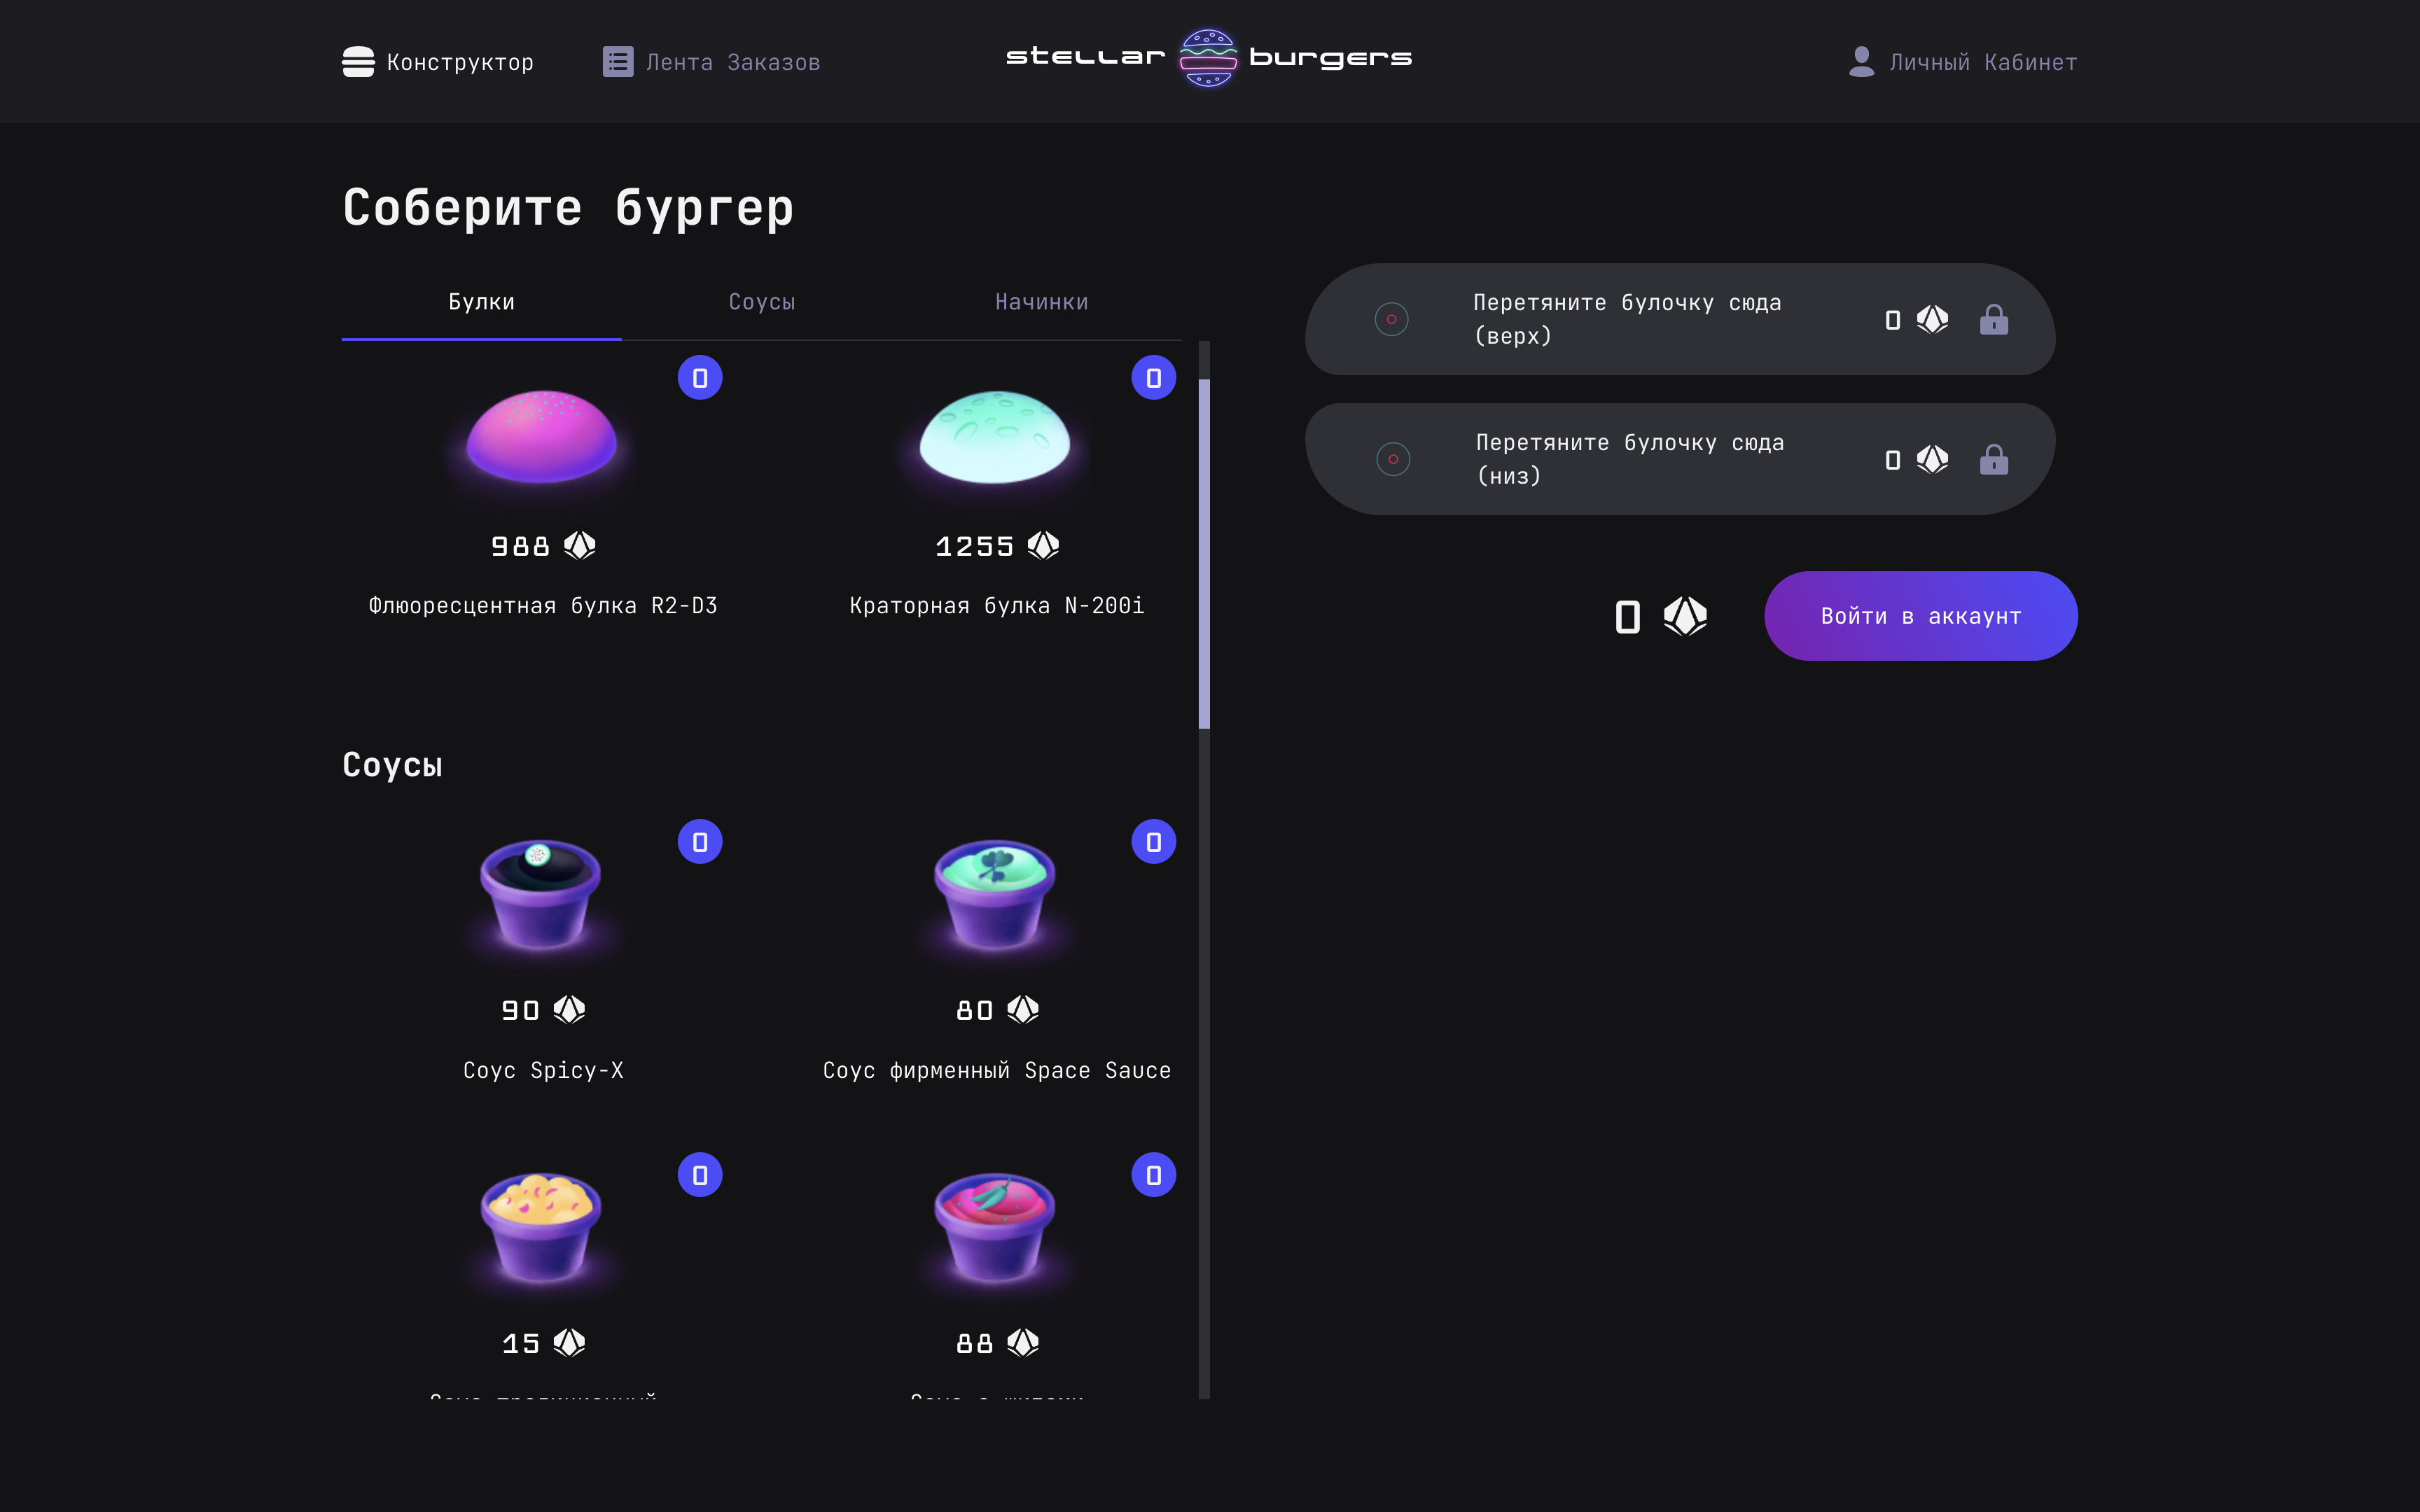 Конструктор
Лента Заказов
stellar burgers
Личный Кабинет
Соберите бургер
Булки
Соусы
Начинки
0
0
988
1255
Флюоресцентная булка R2-D3
Краторная булка N-200i
Соусы
0
0
90
80
Соус Spicy-X
Соус фирменный Space Sauce
0
0
15
88
Перетяните булочку сюда
(верх)
0
Перетяните булочку сюда
(низ)
0
0
Войти в аккаунт